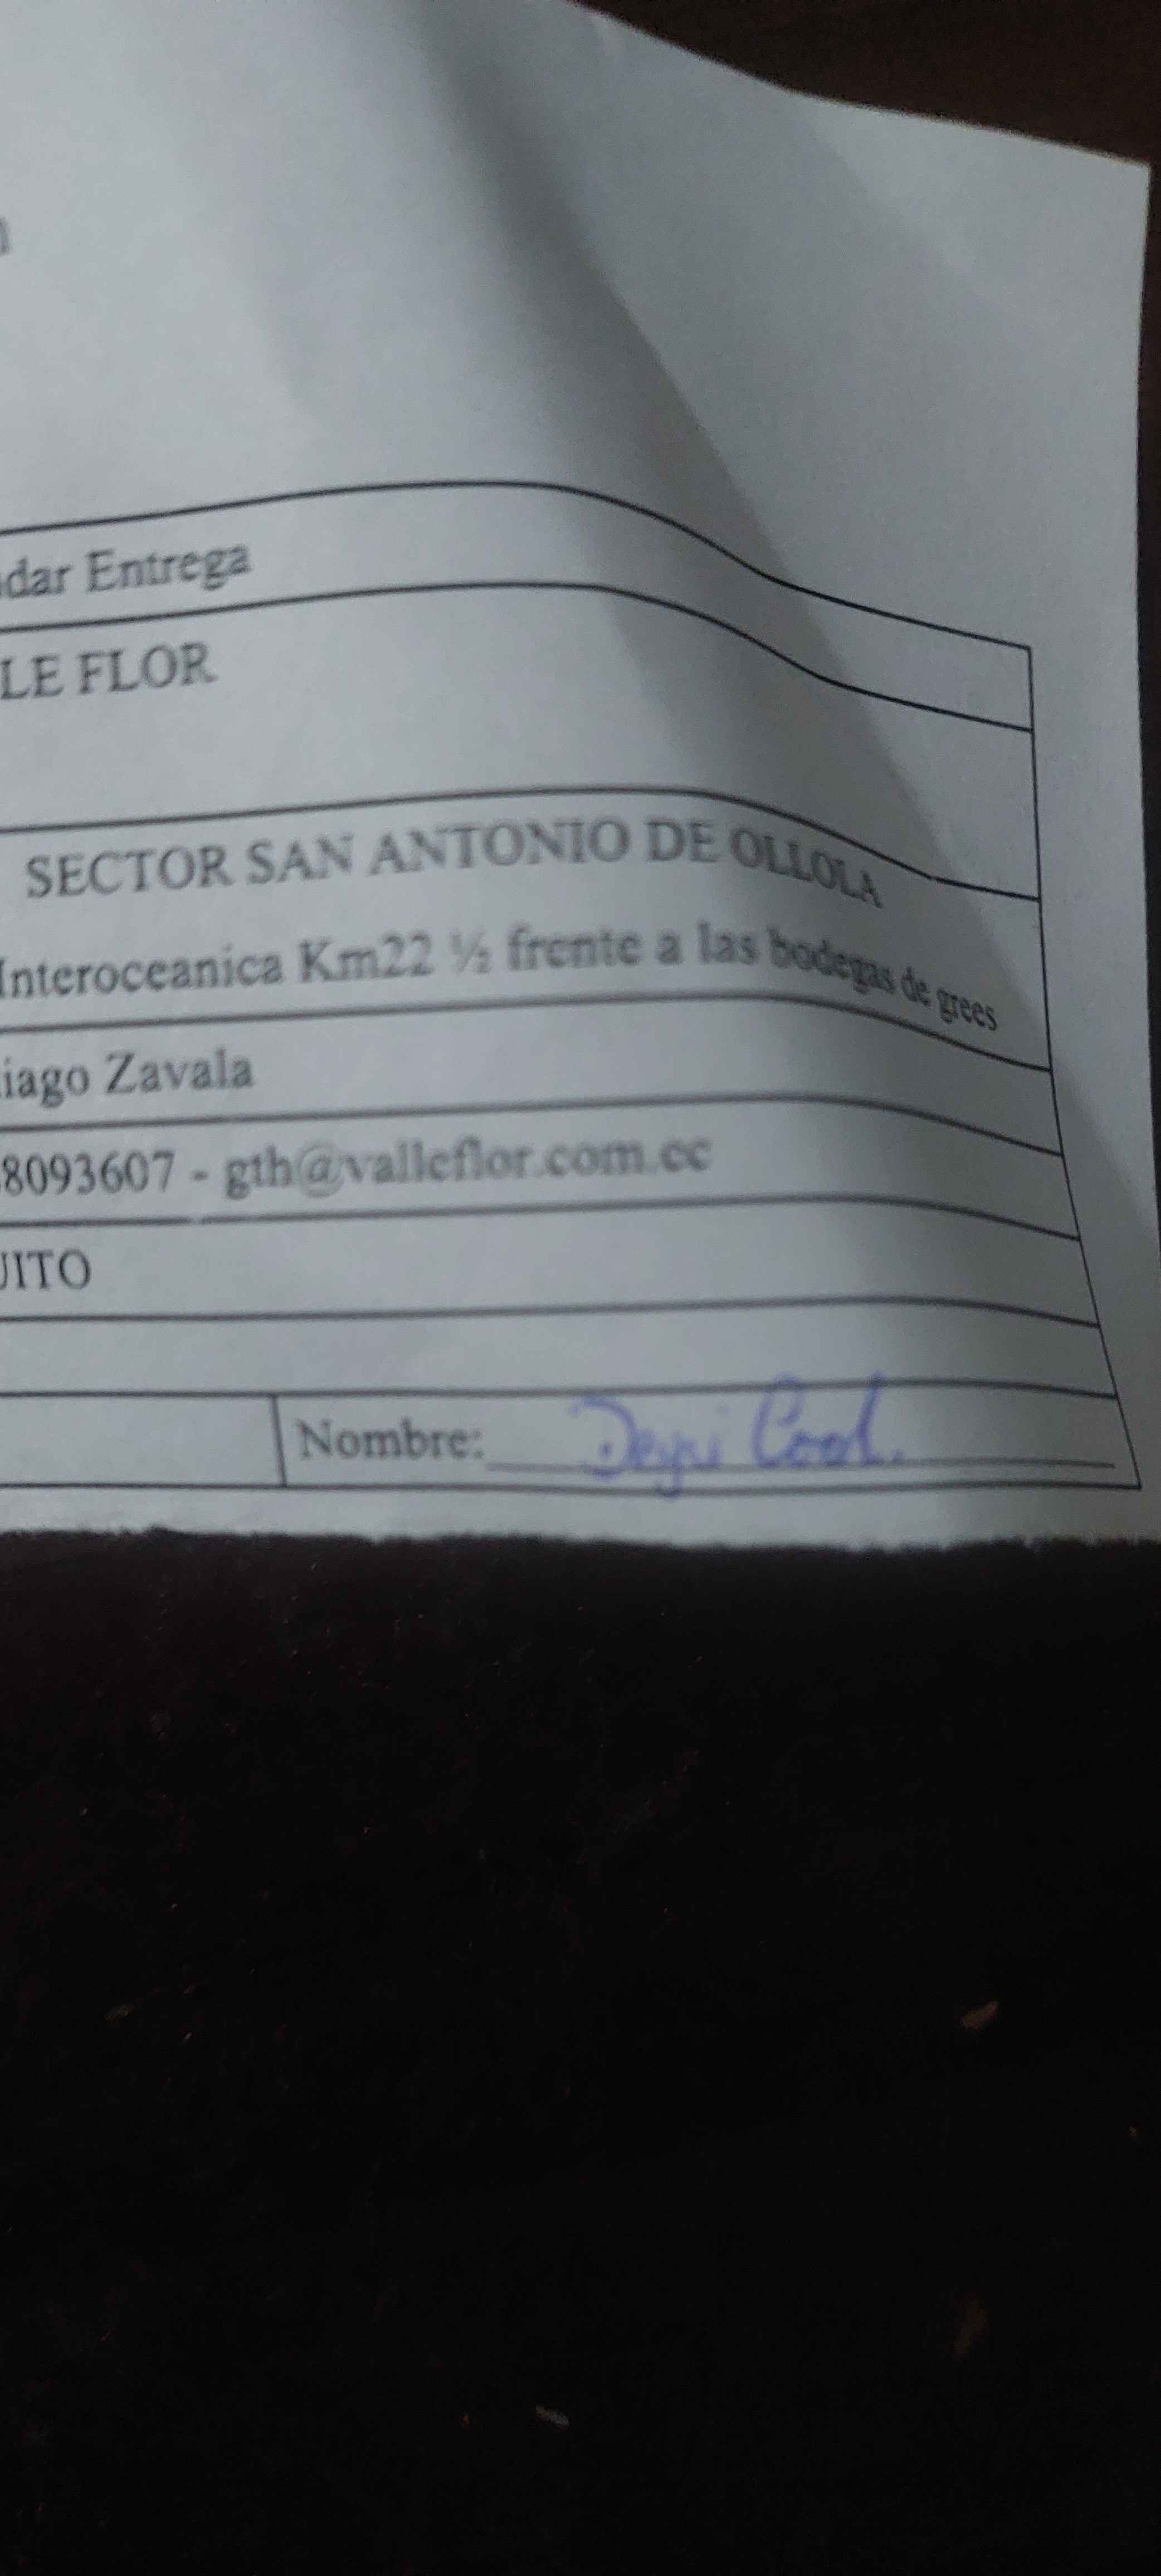 dar Entrega
LE FLOR
SECTOR SAN ANTONIO DE OLLOLA
Interoceanica Km22 ½ frente a las bodegas de grees
iago Zavala
8093607 - gth@valleflor.com.ec
UITO
Nombre: